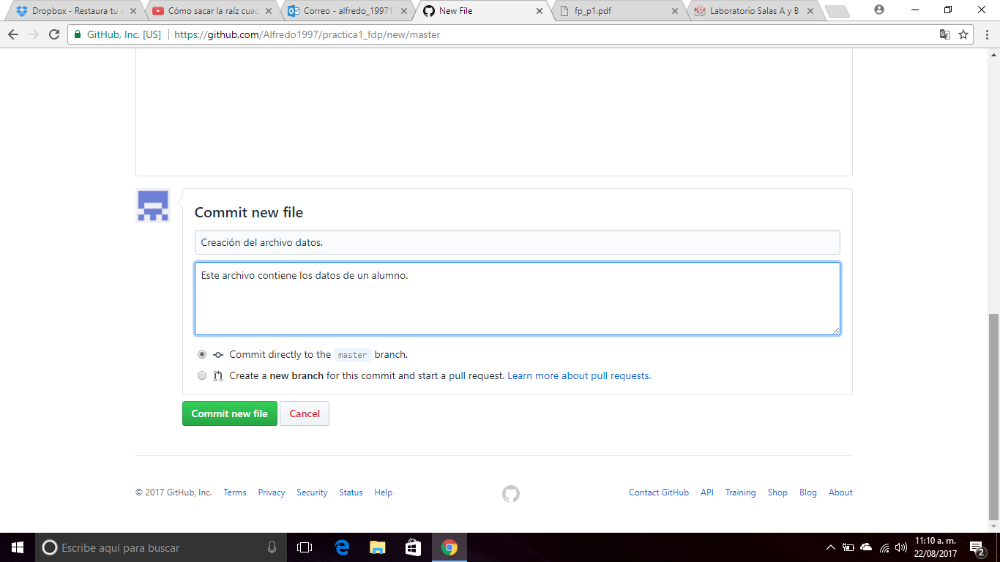 Dropbox - Restaura tu c
Cómo sacar la raíz cuad
Correo - alfredo_19971
New File
fp_p1.pdf
Laboratorio Salas A y B
GitHub, Inc. [US]
https://github.com/Alfredo1997/practica1_fdp/new/master
Commit new file
Creación del archivo datos.
Este archivo contiene los datos de un alumno.
Commit directly to the master branch.
Create a new branch for this commit and start a pull request. Learn more about pull requests.
Commit new file Cancel
© 2017 GitHub, Inc. Terms Privacy Security Status Help Contact GitHub API Training Shop Blog About
Escribe aquí para buscar
11:10 a. m.
22/08/2017
2